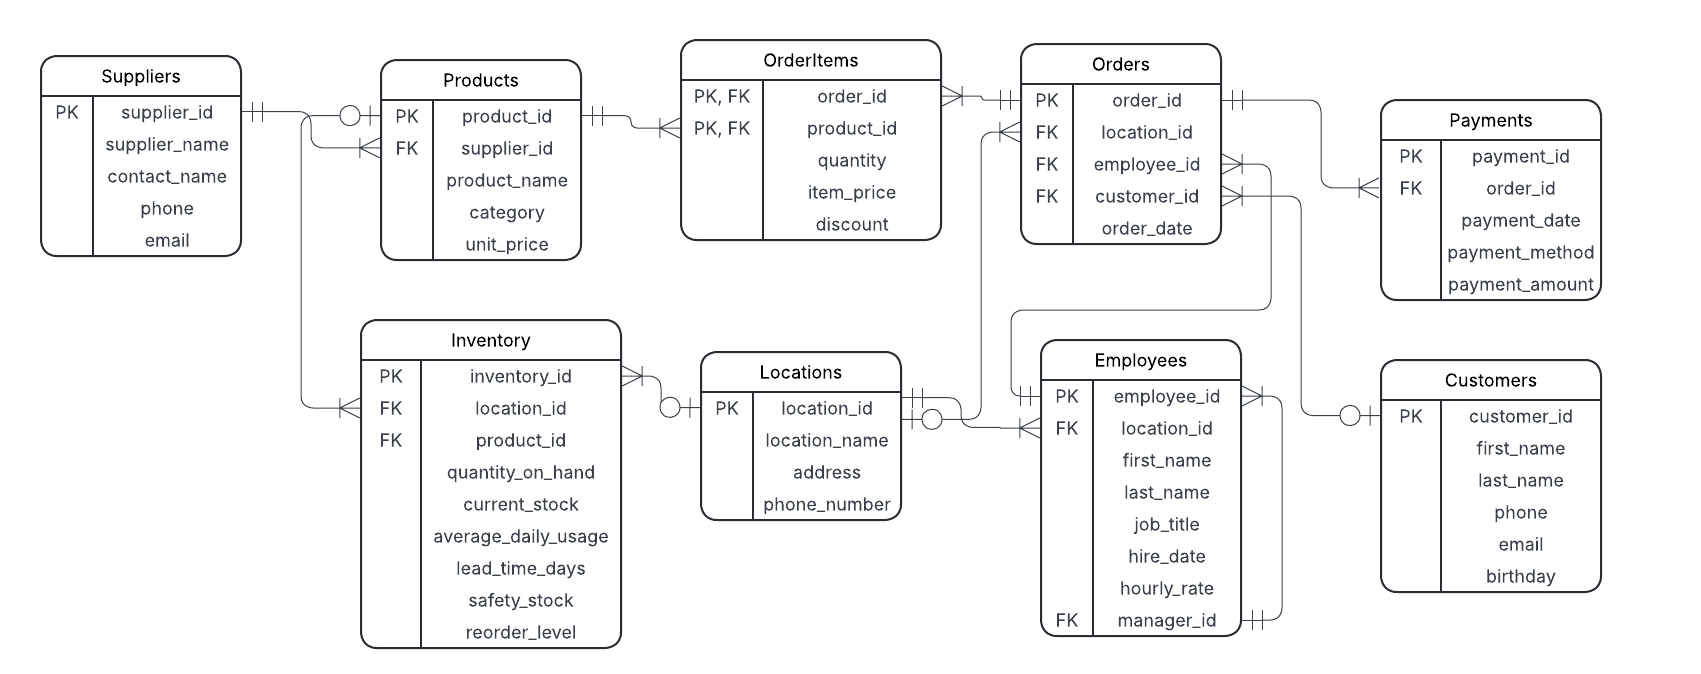 Suppliers
PK supplier_id
supplier_name
contact_name
phone
email
Products
PK product_id
FK supplier_id
product_name
category
unit_price
OrderItems
PK, FK order_id
PK, FK product_id
quantity
item_price
discount
Orders
PK order_id
FK location_id
FK employee_id
FK customer_id
order_date
Payments
PK payment_id
FK order_id
payment_date
payment_method
payment_amount
Inventory
PK inventory_id
FK location_id
FK product_id
quantity_on_hand
current_stock
average_daily_usage
lead_time_days
safety_stock
reorder_level
Locations
PK location_id
location_name
address
phone_number
Employees
PK employee_id
FK location_id
first_name
last_name
job_title
hire_date
hourly_rate
FK manager_id
Customers
PK customer_id
first_name
last_name
phone
email
birthday